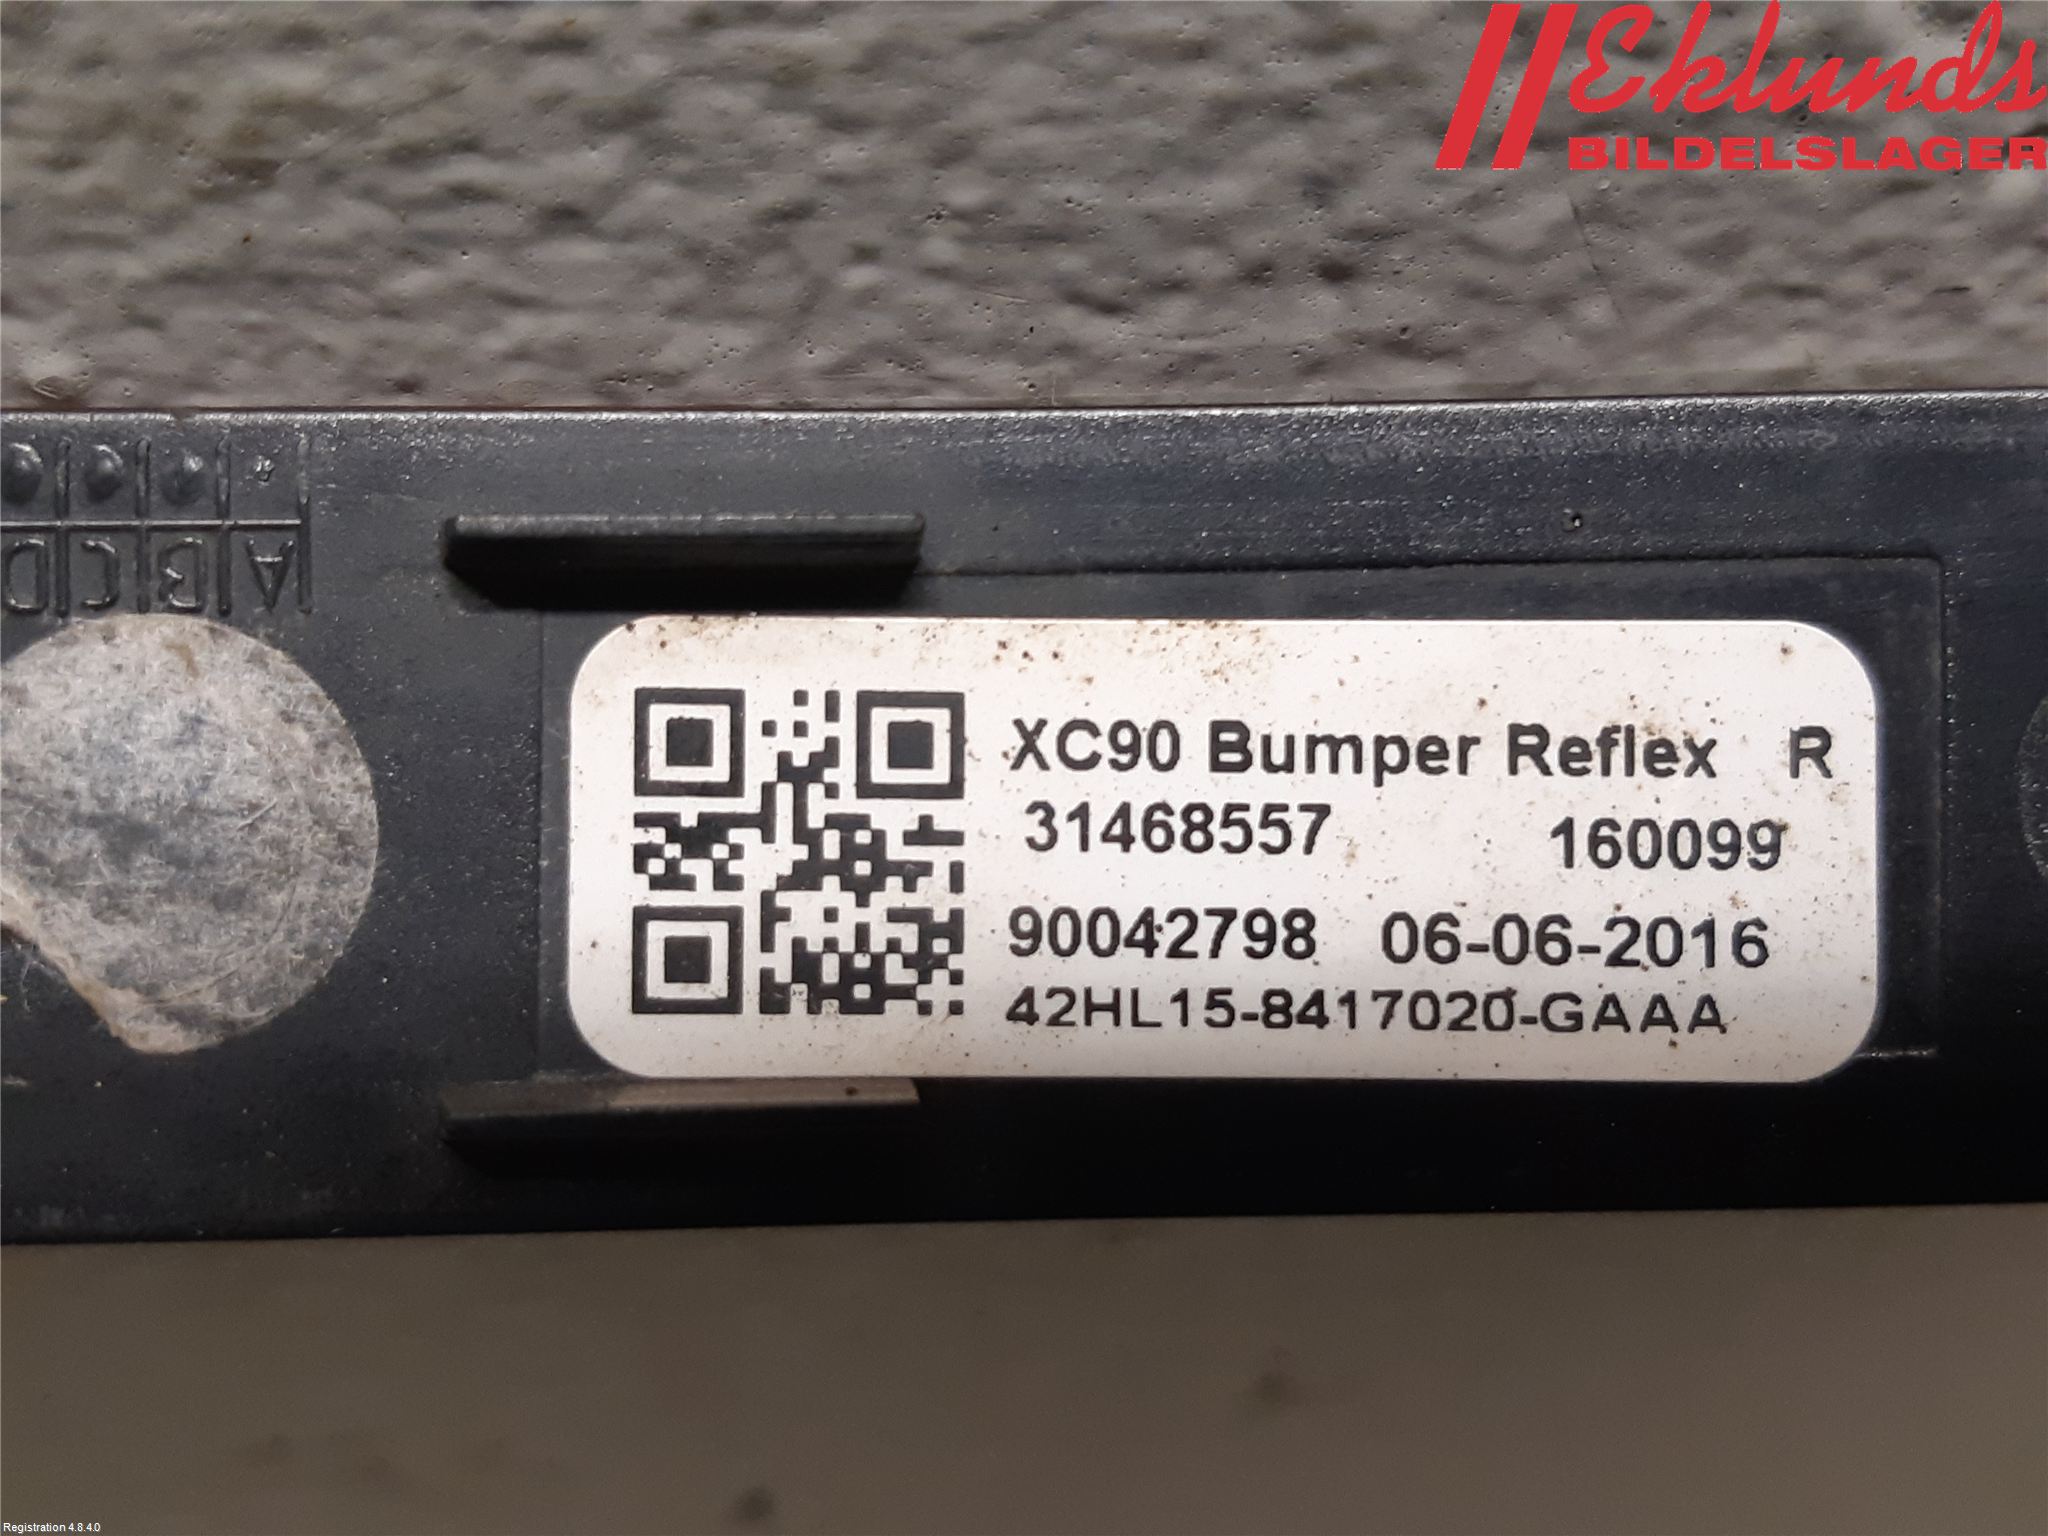 Eklunds
BILDELSLAGER
A B C D
XC90 Bumper Reflex R
31468557 160099
90042798 06-06-2016
42HL15-8417020-GAAA
Registration 4.8.4.0